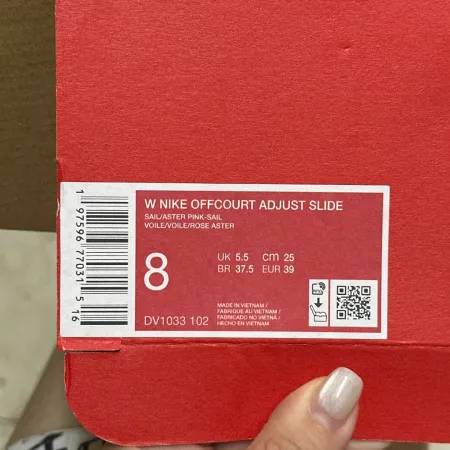 W NIKE OFFCOURT ADJUST SLIDE
SAIL/ASTER PINK-SAIL
VOILE/VOILE/ROSE ASTER
8
UK 5.5 cm 25
BR 37.5 EUR 39
MADE IN VIETNAM /
FABRIQUE AU VIETNAM /
FABRICADO NO VIETNA /
HECHO EN VIETNAM
DV1033 102
1 97596 77031 5 16